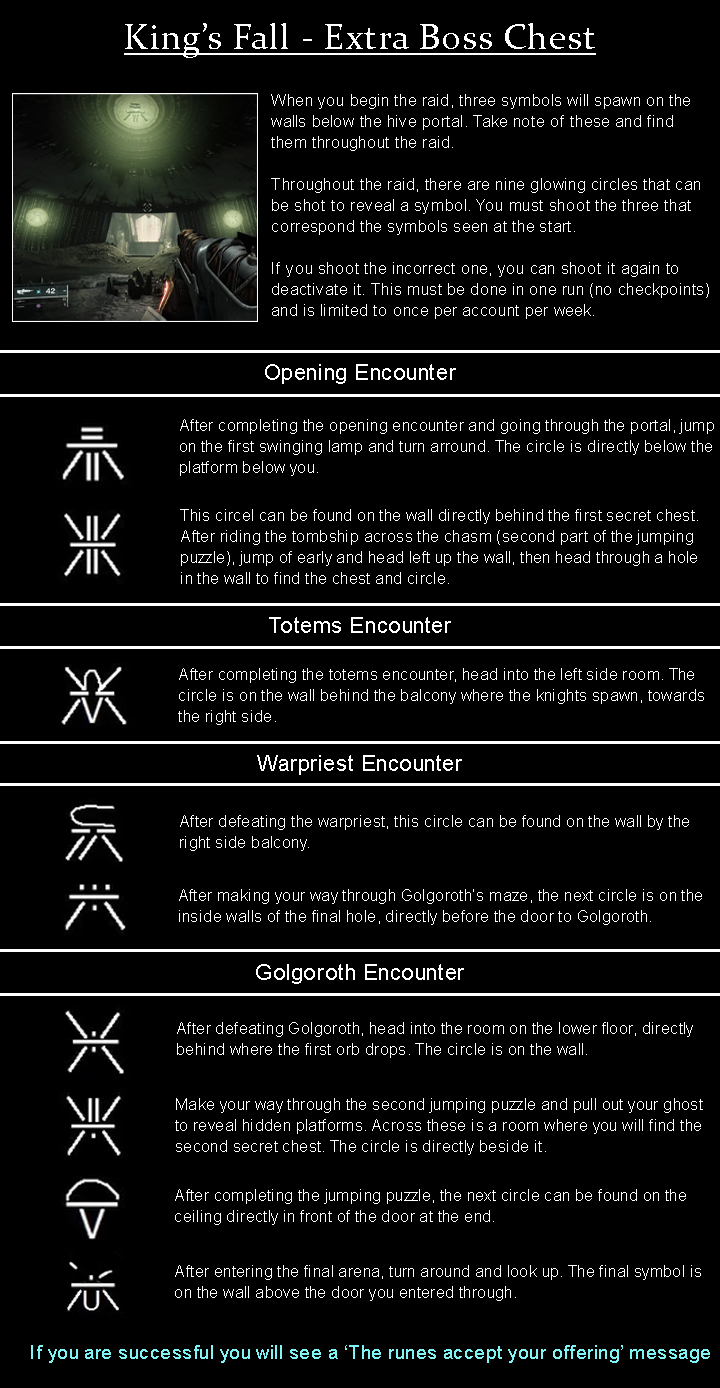 King's Fall - Extra Boss Chest
When you begin the raid, three symbols will spawn on the
walls below the hive portal. Take note of these and find
them throughout the raid.
Throughout the raid, there are nine glowing circles that can
be shot to reveal a symbol. You must shoot the three that
correspond the symbols seen at the start.
If you shoot the incorrect one, you can shoot it again to
deactivate it. This must be done in one run (no checkpoints)
and is limited to once per account per week.
42
Opening Encounter
After completing the opening encounter and going through the portal, jump
on the first swinging lamp and turn arround. The circle is directly below the
platform below you.
This circel can be found on the wall directly behind the first secret chest.
After riding the tombship across the chasm (second part of the jumping
puzzle), jump of early and head left up the wall, then head through a hole
in the wall to find the chest and circle.
Totems Encounter
After completing the totems encounter, head into the left side room. The
circle is on the wall behind the balcony where the knights spawn, towards
the right side.
Warpriest Encounter
After defeating the warpriest, this circle can be found on the wall by the
right side balcony.
After making your way through Golgoroth's maze, the next circle is on the
inside walls of the final hole, directly before the door to Golgoroth.
Golgoroth Encounter
After defeating Golgoroth, head into the room on the lower floor, directly
behind where the first orb drops. The circle is on the wall.
Make your way through the second jumping puzzle and pull out your ghost
to reveal hidden platforms. Across these is a room where you will find the
second secret chest. The circle is directly beside it.
After completing the jumping puzzle, the next circle can be found on the
ceiling directly in front of the door at the end.
After entering the final arena, turn around and look up. The final symbol is
on the wall above the door you entered through.
If you are successful you will see a ‘The runes accept your offering’ message